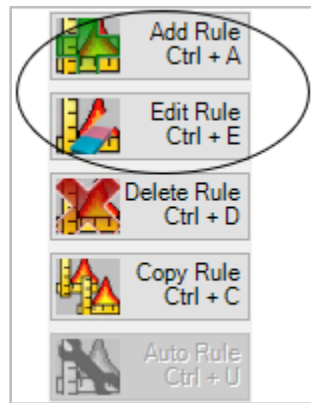 Add Rule
Ctrl + A
Edit Rule
Ctrl + E
Delete Rule
Ctrl + D
Copy Rule
Ctrl + C
Auto Rule
Ctrl + U